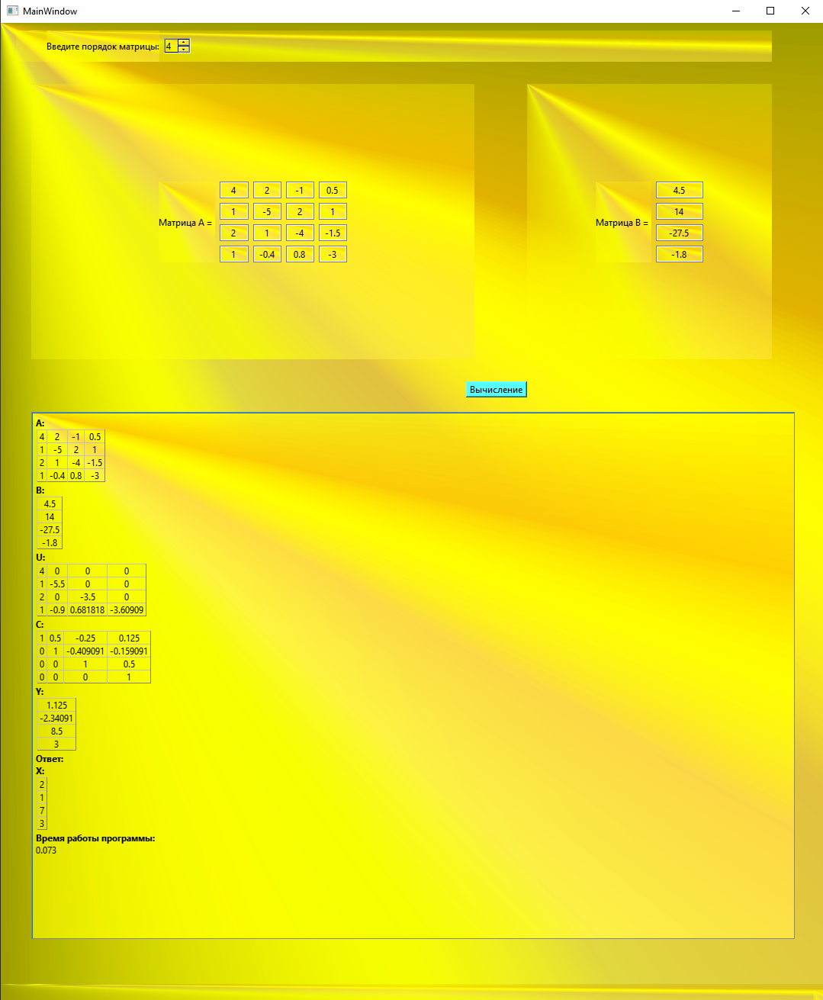 MainWindow
Введите порядок матрицы: 4
4 2 -1 0.5
1 -5 2 1
Матрица A =
2 1 -4 -1.5
1 -0.4 0.8 -3
4.5
14
Матрица B =
-27.5
-1.8
Вычисление
A:
4 2 -1 0.5
1 -5 2 1
2 1 -4 -1.5
1 -0.4 0.8 -3
B:
4.5
14
-27.5
-1.8
U:
4 0 0 0
1 -5.5 0 0
2 0 -3.5 0
1 -0.9 0.681818 -3.60909
C:
1 0.5 -0.25 0.125
0 1 -0.409091 -0.159091
0 0 1 0.5
0 0 0 1
Y:
1.125
-2.34091
8.5
3
Ответ:
X:
2
1
7
3
Время работы программы:
0.073